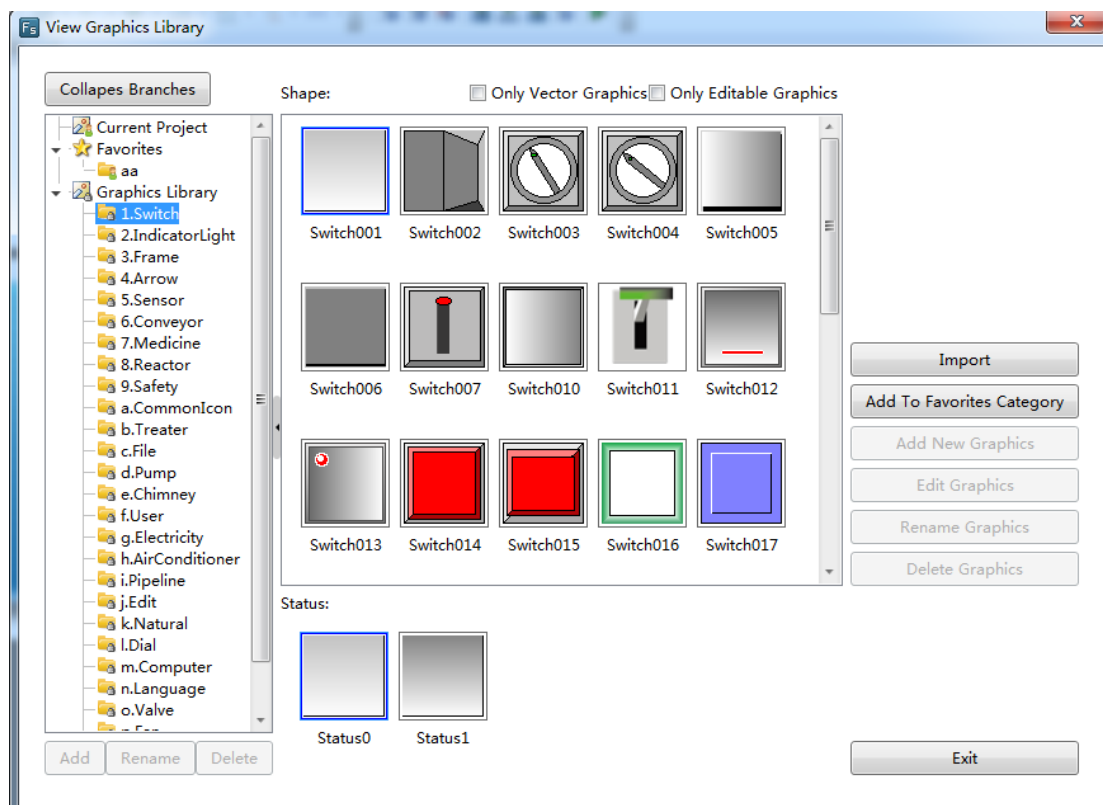 Fs View Graphics Library
Collapes Branches
Shape:
Only Vector Graphics
Only Editable Graphics
Current Project
Favorites
aa
Graphics Library
1.Switch
2.IndicatorLight
3.Frame
4.Arrow
5.Sensor
6.Conveyor
7.Medicine
8.Reactor
9.Safety
a.CommonIcon
b.Treater
c.File
d.Pump
e.Chimney
f.User
g.Electricity
h.AirConditioner
i.Pipeline
j.Edit
k.Natural
l.Dial
m.Computer
n.Language
o.Valve
Add Rename Delete
Switch001 Switch002 Switch003 Switch004 Switch005
Switch006 Switch007 Switch010 Switch011 Switch012
Switch013 Switch014 Switch015 Switch016 Switch017
Status:
Status0 Status1
Import
Add To Favorites Category
Add New Graphics
Edit Graphics
Rename Graphics
Delete Graphics
Exit